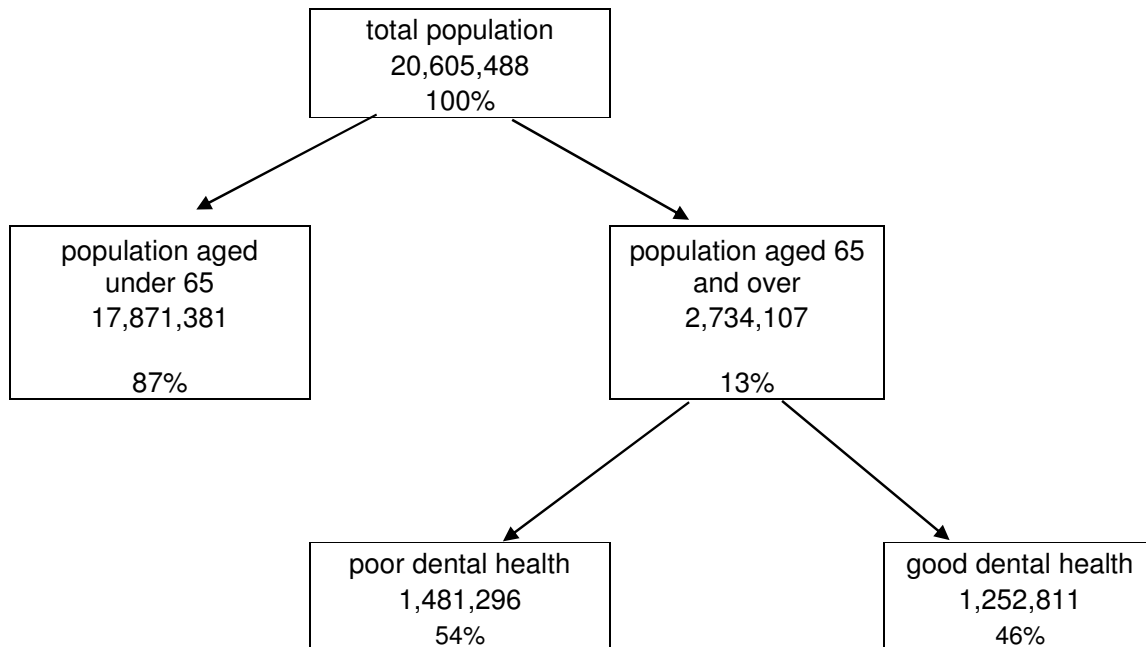 total population
20,605,488
100%
population aged
under 65
17,871,381
87%
population aged 65
and over
2,734,107
13%
poor dental health
1,481,296
54%
good dental health
1,252,811
46%